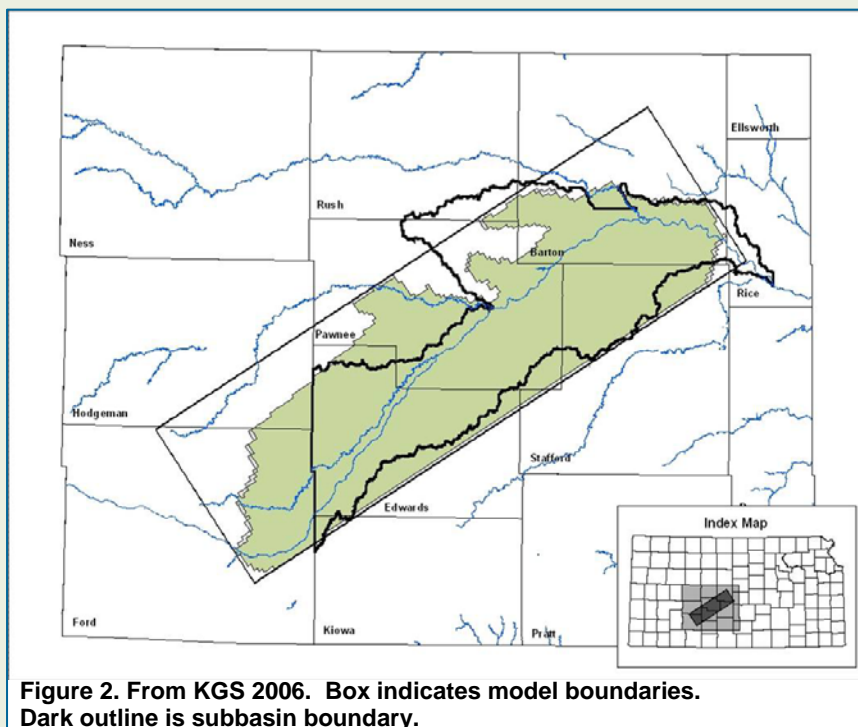 Ellsworth
Rush
Ness
Barton
Rice
Pawnee
Hodgeman
Stafford
Edwards
Index Map
Ford
Kiowa
Pratt
Figure 2. From KGS 2006. Box indicates model boundaries.
Dark outline is subbasin boundary.